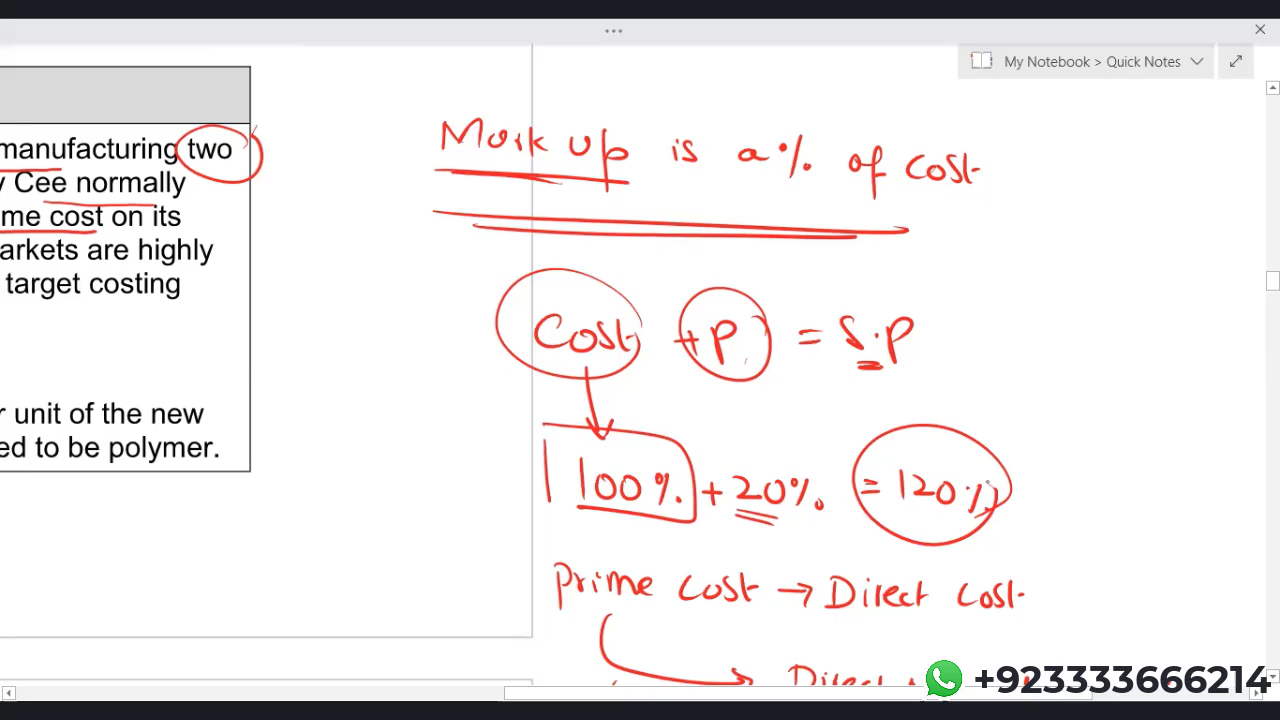 My Notebook > Quick Notes
manufacturing two
y Cee normally
me cost on its
arkets are highly
target costing
r unit of the new
ed to be polymer.
Mark up is a % of cost
Cost + P = S.P
100% + 20% = 120%
Prime cost → Direct cost
Direct
+923333666214